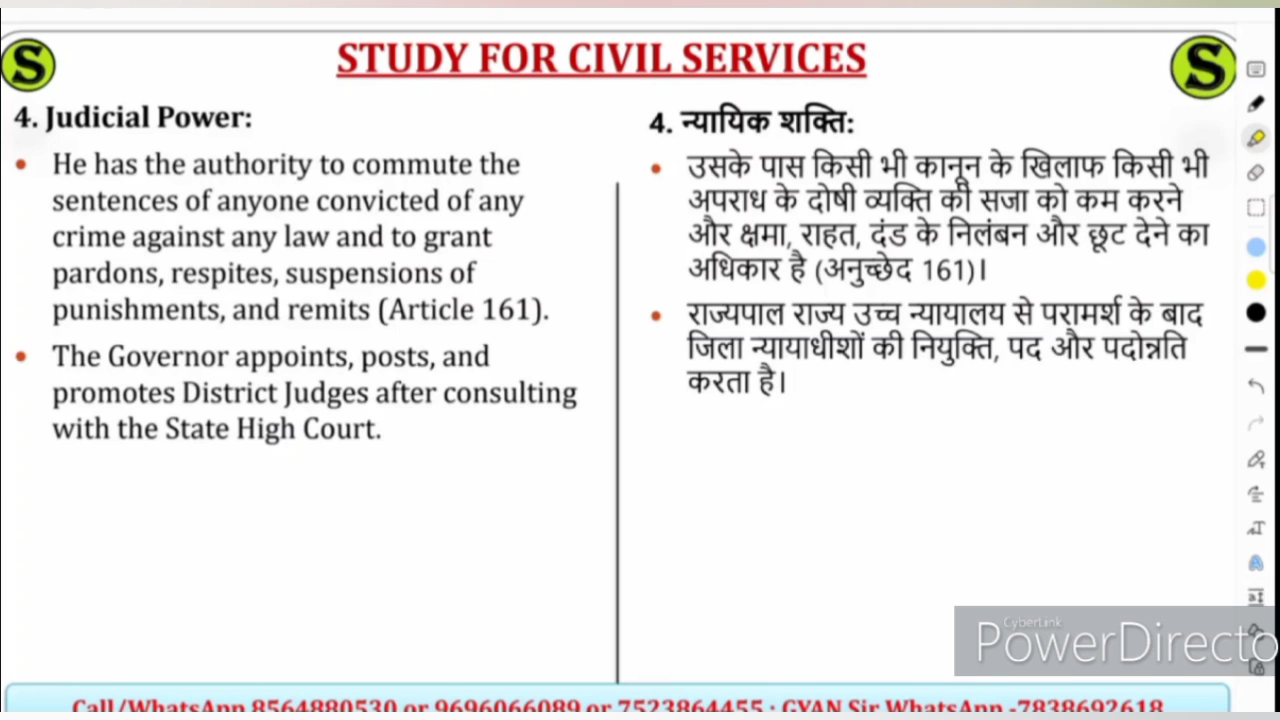 STUDY FOR CIVIL SERVICES
S
S
4. Judicial Power:
He has the authority to commute the
sentences of anyone convicted of any
crime against any law and to grant
pardons, respites, suspensions of
punishments, and remits (Article 161).
The Governor appoints, posts, and
promotes District Judges after consulting
with the State High Court.
4. न्यायिक शक्ति:
उसके पास किसी भी कानून के खिलाफ किसी भी
अपराध के दोषी व्यक्ति की सजा को कम करने
और क्षमा, राहत, दंड के निलंबन और छूट देने का
अधिकार है (अनुच्छेद 161)।
राज्यपाल राज्य उच्च न्यायालय से परामर्श के बाद
जिला न्यायाधीशों की नियुक्ति, पद और पदोन्नति
करता है।
CyberLink
PowerDirecto
Call/WhatsApp 8564880530 or 9696066089 or 7523864455 : GYAN Sir WhatsApp -7838692618